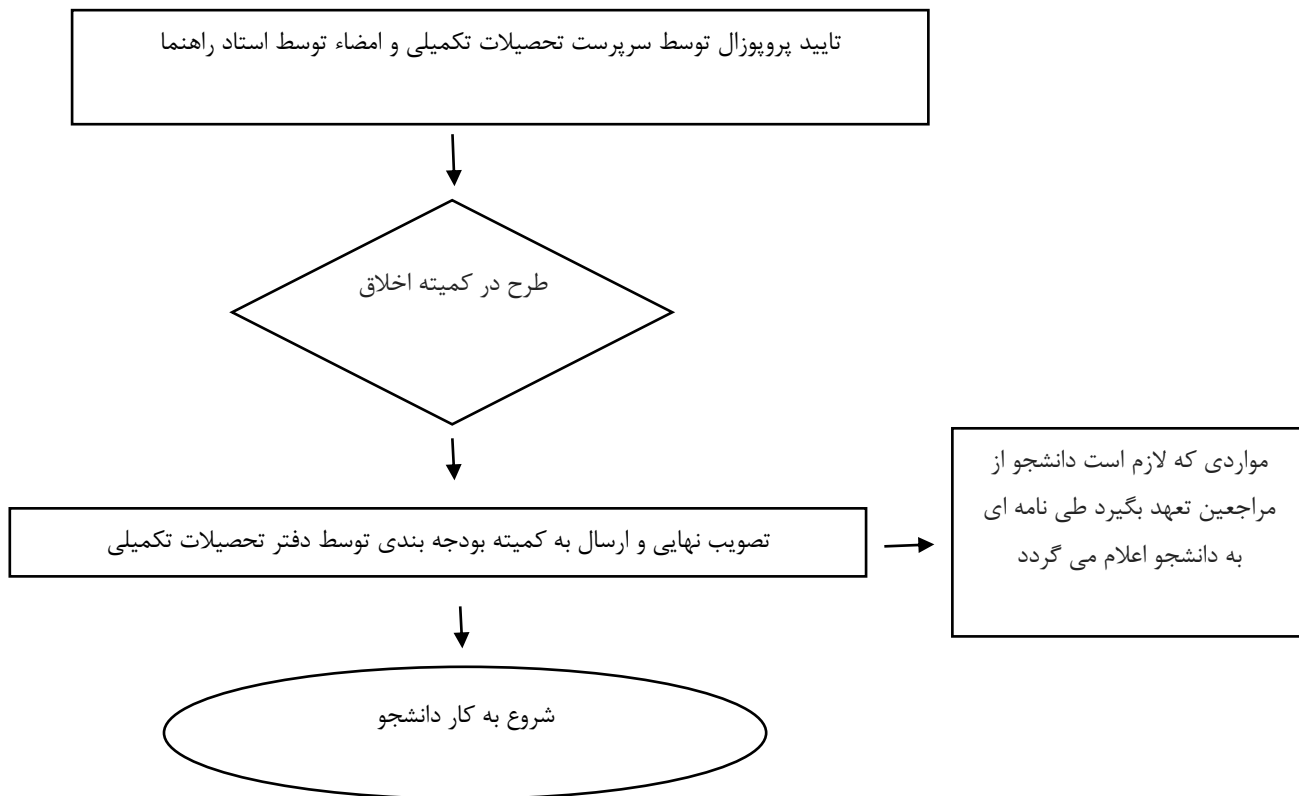 تایید پروپوزال توسط سرپرست تحصیلات تکمیلی و امضاء توسط استاد راهنما
طرح در کمیته اخلاق
مواردی که لازم است دانشجو از
مراجعین تعهد بگیرد طی نامه ای
به دانشجو اعلام می گردد
تصویب نهایی و ارسال به کمیته بودجه بندی توسط دفتر تحصیلات تکمیلی
شروع به کار دانشجو